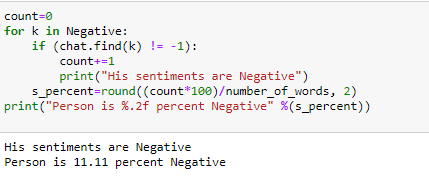 count=0
for k in Negative:
    if (chat.find(k) != -1):
        count+=1
        print("His sentiments are Negative")
    s_percent=round((count*100)/number_of_words, 2)
print("Person is %.2f percent Negative" %(s_percent))
His sentiments are Negative
Person is 11.11 percent Negative